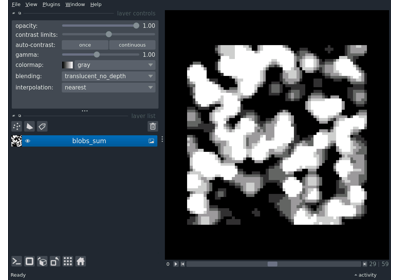 File View Plugins Window Help
layer controls
opacity: 1.00
contrast limits:
auto-contrast: once continuous
gamma: 1.00
colormap: gray
blending: translucent_no_depth
interpolation: nearest
layer list
blobs_sum
29 59
Ready
activity